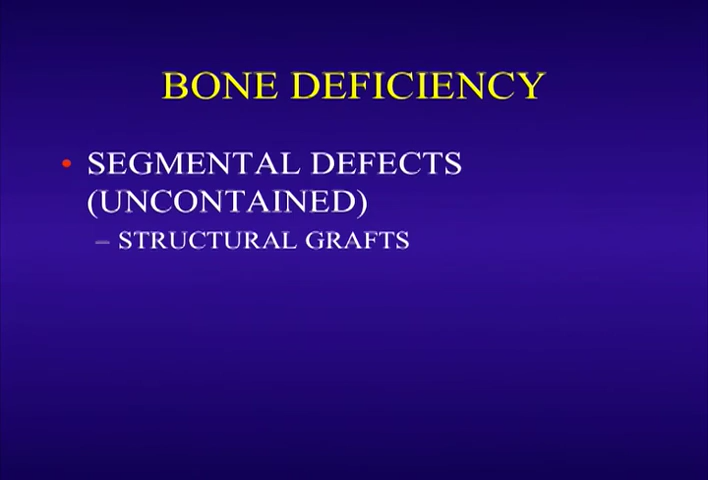 BONE DEFICIENCY
• SEGMENTAL DEFECTS
(UNCONTAINED)
– STRUCTURAL GRAFTS